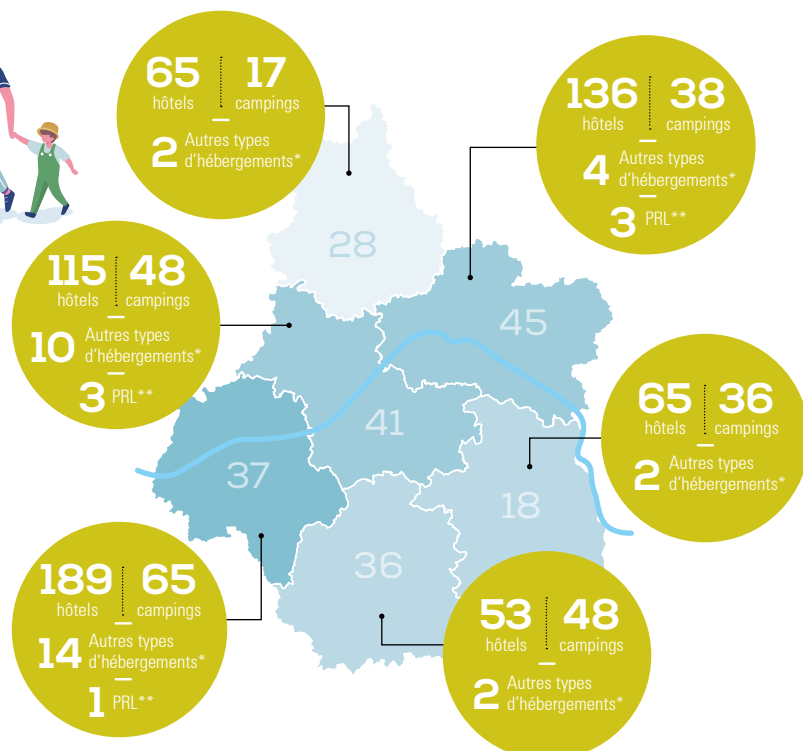 65 17
hôtels campings
2 Autres types
d'hébergements*
136 38
hôtels campings
4 Autres types
d'hébergements*
3 PRL**
28
115 48
hôtels campings
10 Autres types
d'hébergements*
3 PRL**
45
65 36
hôtels campings
2 Autres types
d'hébergements*
41
37
18
36
189 65
hôtels campings
14 Autres types
d'hébergements*
1 PRL**
53 48
hôtels campings
2 Autres types
d'hébergements*